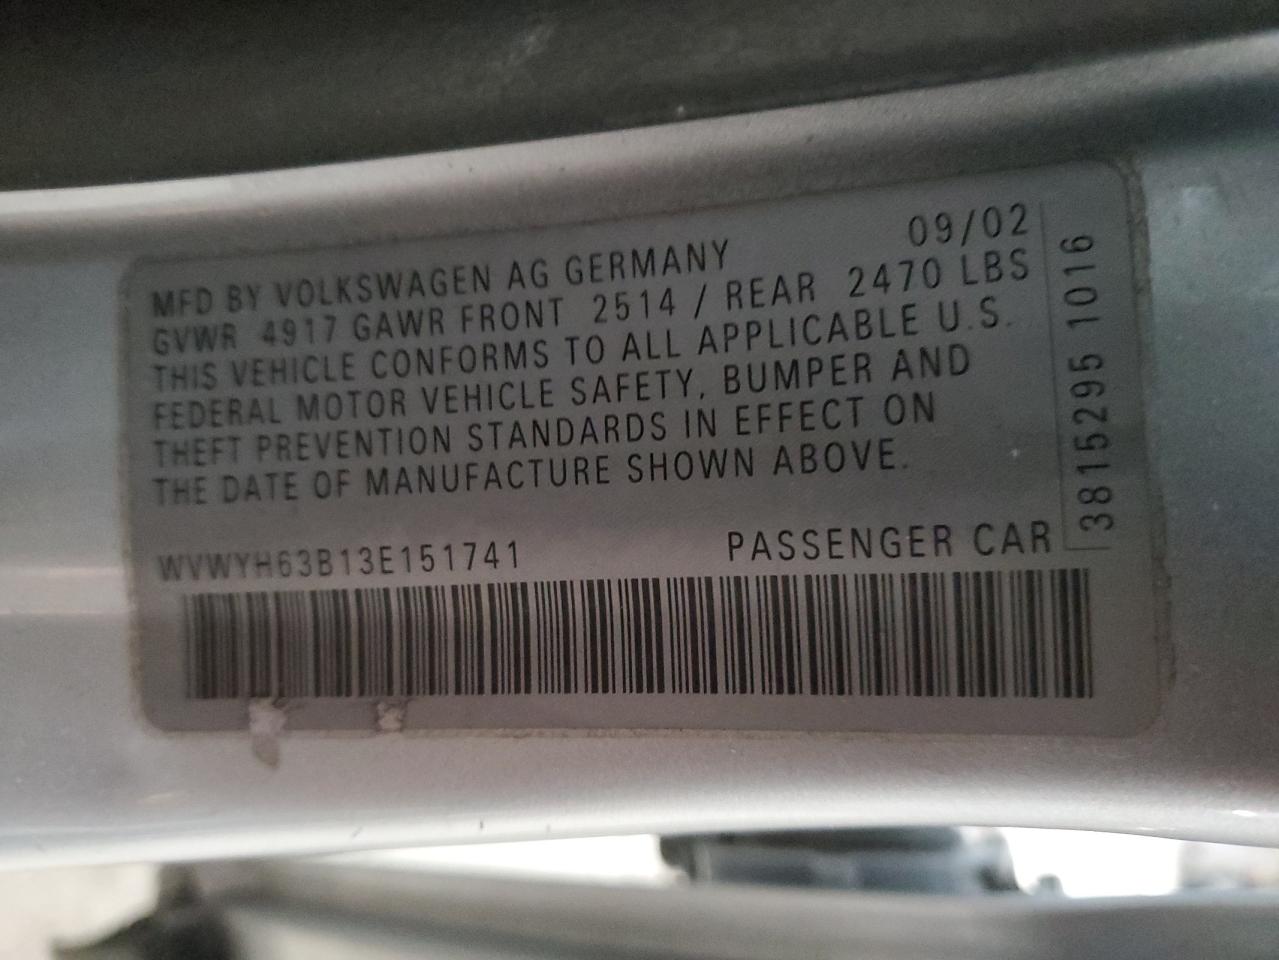 MFD BY VOLKSWAGEN AG GERMANY 09/02
GVWR 4917 GAWR FRONT 2514 / REAR 2470 LBS
THIS VEHICLE CONFORMS TO ALL APPLICABLE U.S.
FEDERAL MOTOR VEHICLE SAFETY, BUMPER AND
THEFT PREVENTION STANDARDS IN EFFECT ON
THE DATE OF MANUFACTURE SHOWN ABOVE.
WVWYH63B13E151741 PASSENGER CAR
3815295 1016